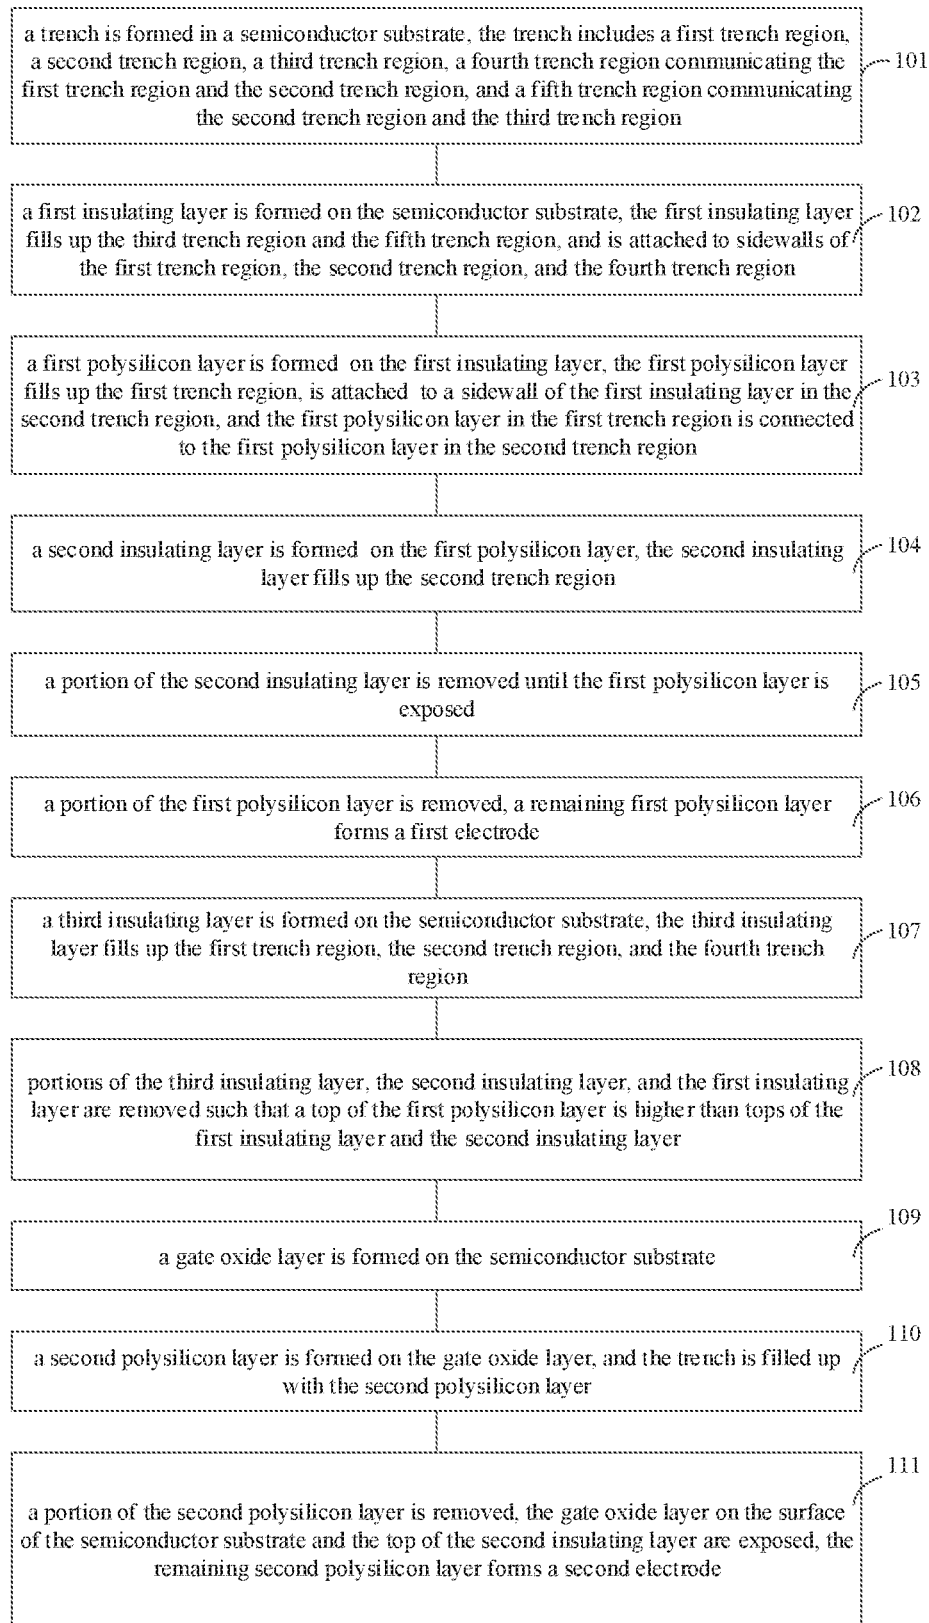 a trench is formed in a semiconductor substrate, the trench includes a first trench region,
a second trench region, a third trench region, a fourth trench region communicating the
first trench region and the second trench region, and a fifth trench region communicating
the second trench region and the third trench region
101
a first insulating layer is formed on the semiconductor substrate, the first insulating layer
fills up the third trench region and the fifth trench region, and is attached to sidewalls of
the first trench region, the second trench region, and the fourth trench region
102
a first polysilicon layer is formed on the first insulating layer, the first polysilicon layer
fills up the first trench region, is attached to a sidewall of the first insulating layer in the
second trench region, and the first polysilicon layer in the first trench region is connected
to the first polysilicon layer in the second trench region
103
a second insulating layer is formed on the first polysilicon layer, the second insulating
layer fills up the second trench region
104
a portion of the second insulating layer is removed until the first polysilicon layer is
exposed
105
a portion of the first polysilicon layer is removed, a remaining first polysilicon layer
forms a first electrode
106
a third insulating layer is formed on the semiconductor substrate, the third insulating
layer fills up the first trench region, the second trench region, and the fourth trench
region
107
portions of the third insulating layer, the second insulating layer, and the first insulating
layer are removed such that a top of the first polysilicon layer is higher than tops of the
first insulating layer and the second insulating layer
108
a gate oxide layer is formed on the semiconductor substrate
109
a second polysilicon layer is formed on the gate oxide layer, and the trench is filled up
with the second polysilicon layer
110
a portion of the second polysilicon layer is removed, the gate oxide layer on the surface
of the semiconductor substrate and the top of the second insulating layer are exposed, the
remaining second polysilicon layer forms a second electrode
111